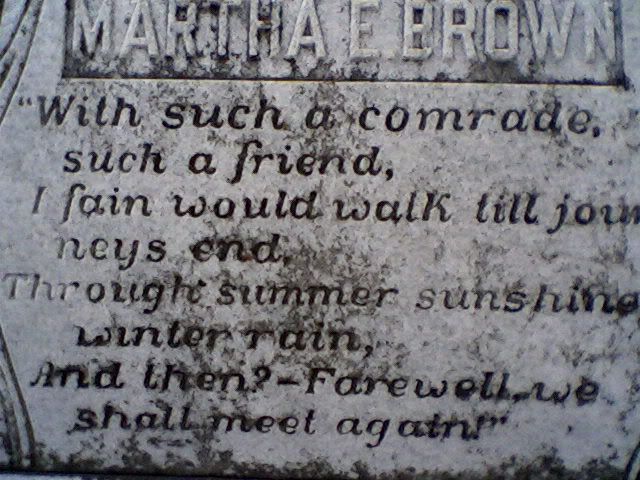 MARTHA E. BROWN
"With such a comrade,
such a friend,
I fain would walk till jour
neys end,
Through summer sunshine
winter rain,
And then?—Farewell, we
shall meet again!"